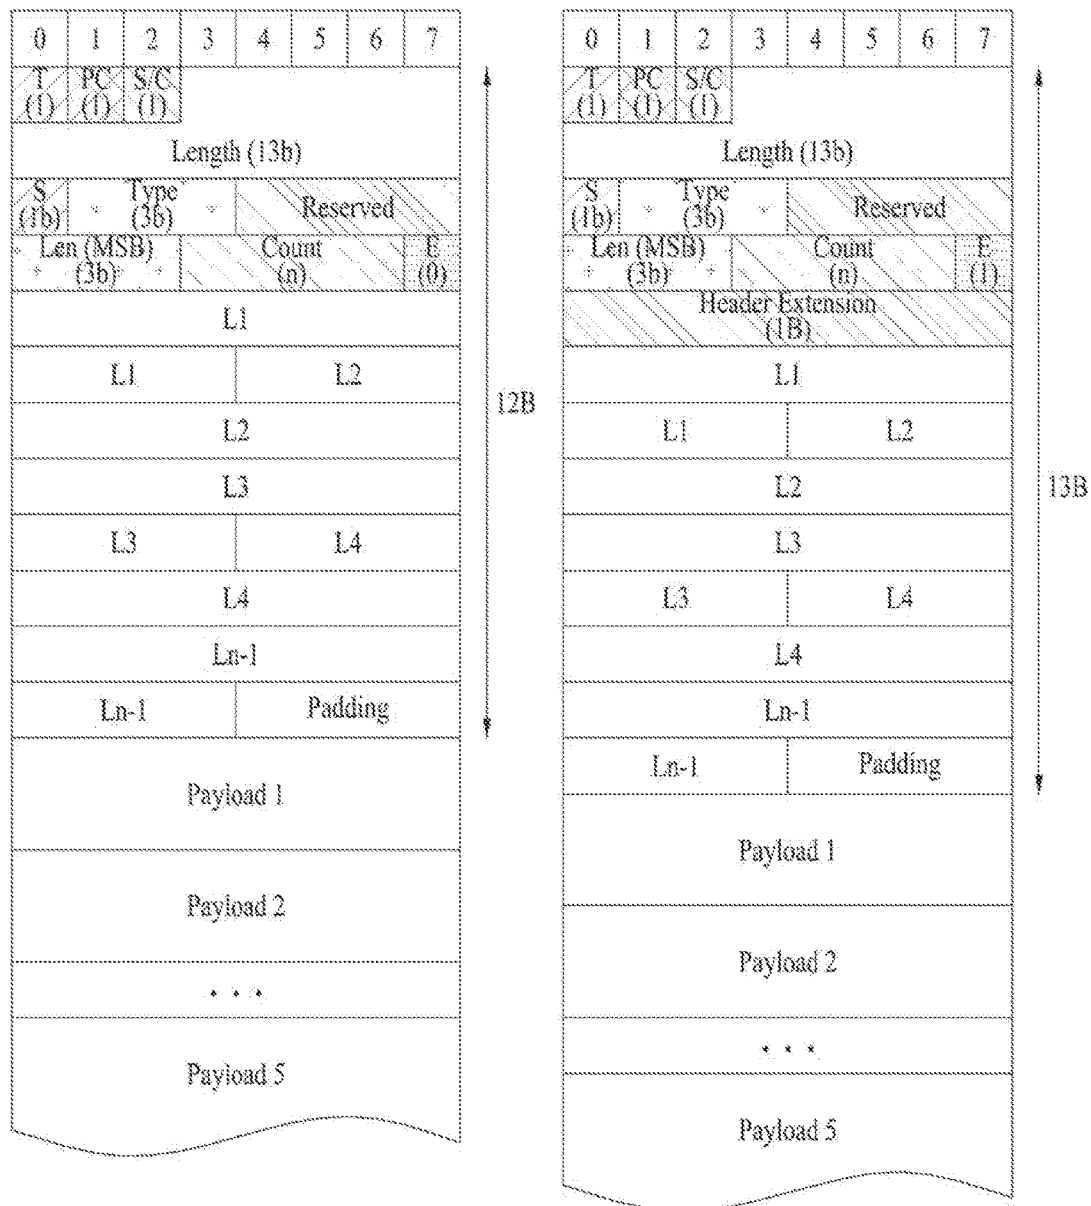 0 1 2 3 4 5 6 7
T PC S/C
(1) (1) (1)
Length (13b)
S Type Reserved
(1b) (3b)
Len (MSB) Count E
(3b) (n) (0)
L1
L1 L2
L2
L3
L3 L4
L4
Ln-1
Ln-1 Padding
Payload 1
Payload 2
. . .
Payload 5
12B
0 1 2 3 4 5 6 7
T PC S/C
(1) (1) (1)
Length (13b)
S Type Reserved
(1b) (3b)
Len (MSB) Count E
(3b) (n) (1)
Header Extension
(1B)
L1
L1 L2
L2
L3
L3 L4
L4
Ln-1
Ln-1 Padding
Payload 1
Payload 2
. . .
Payload 5
13B